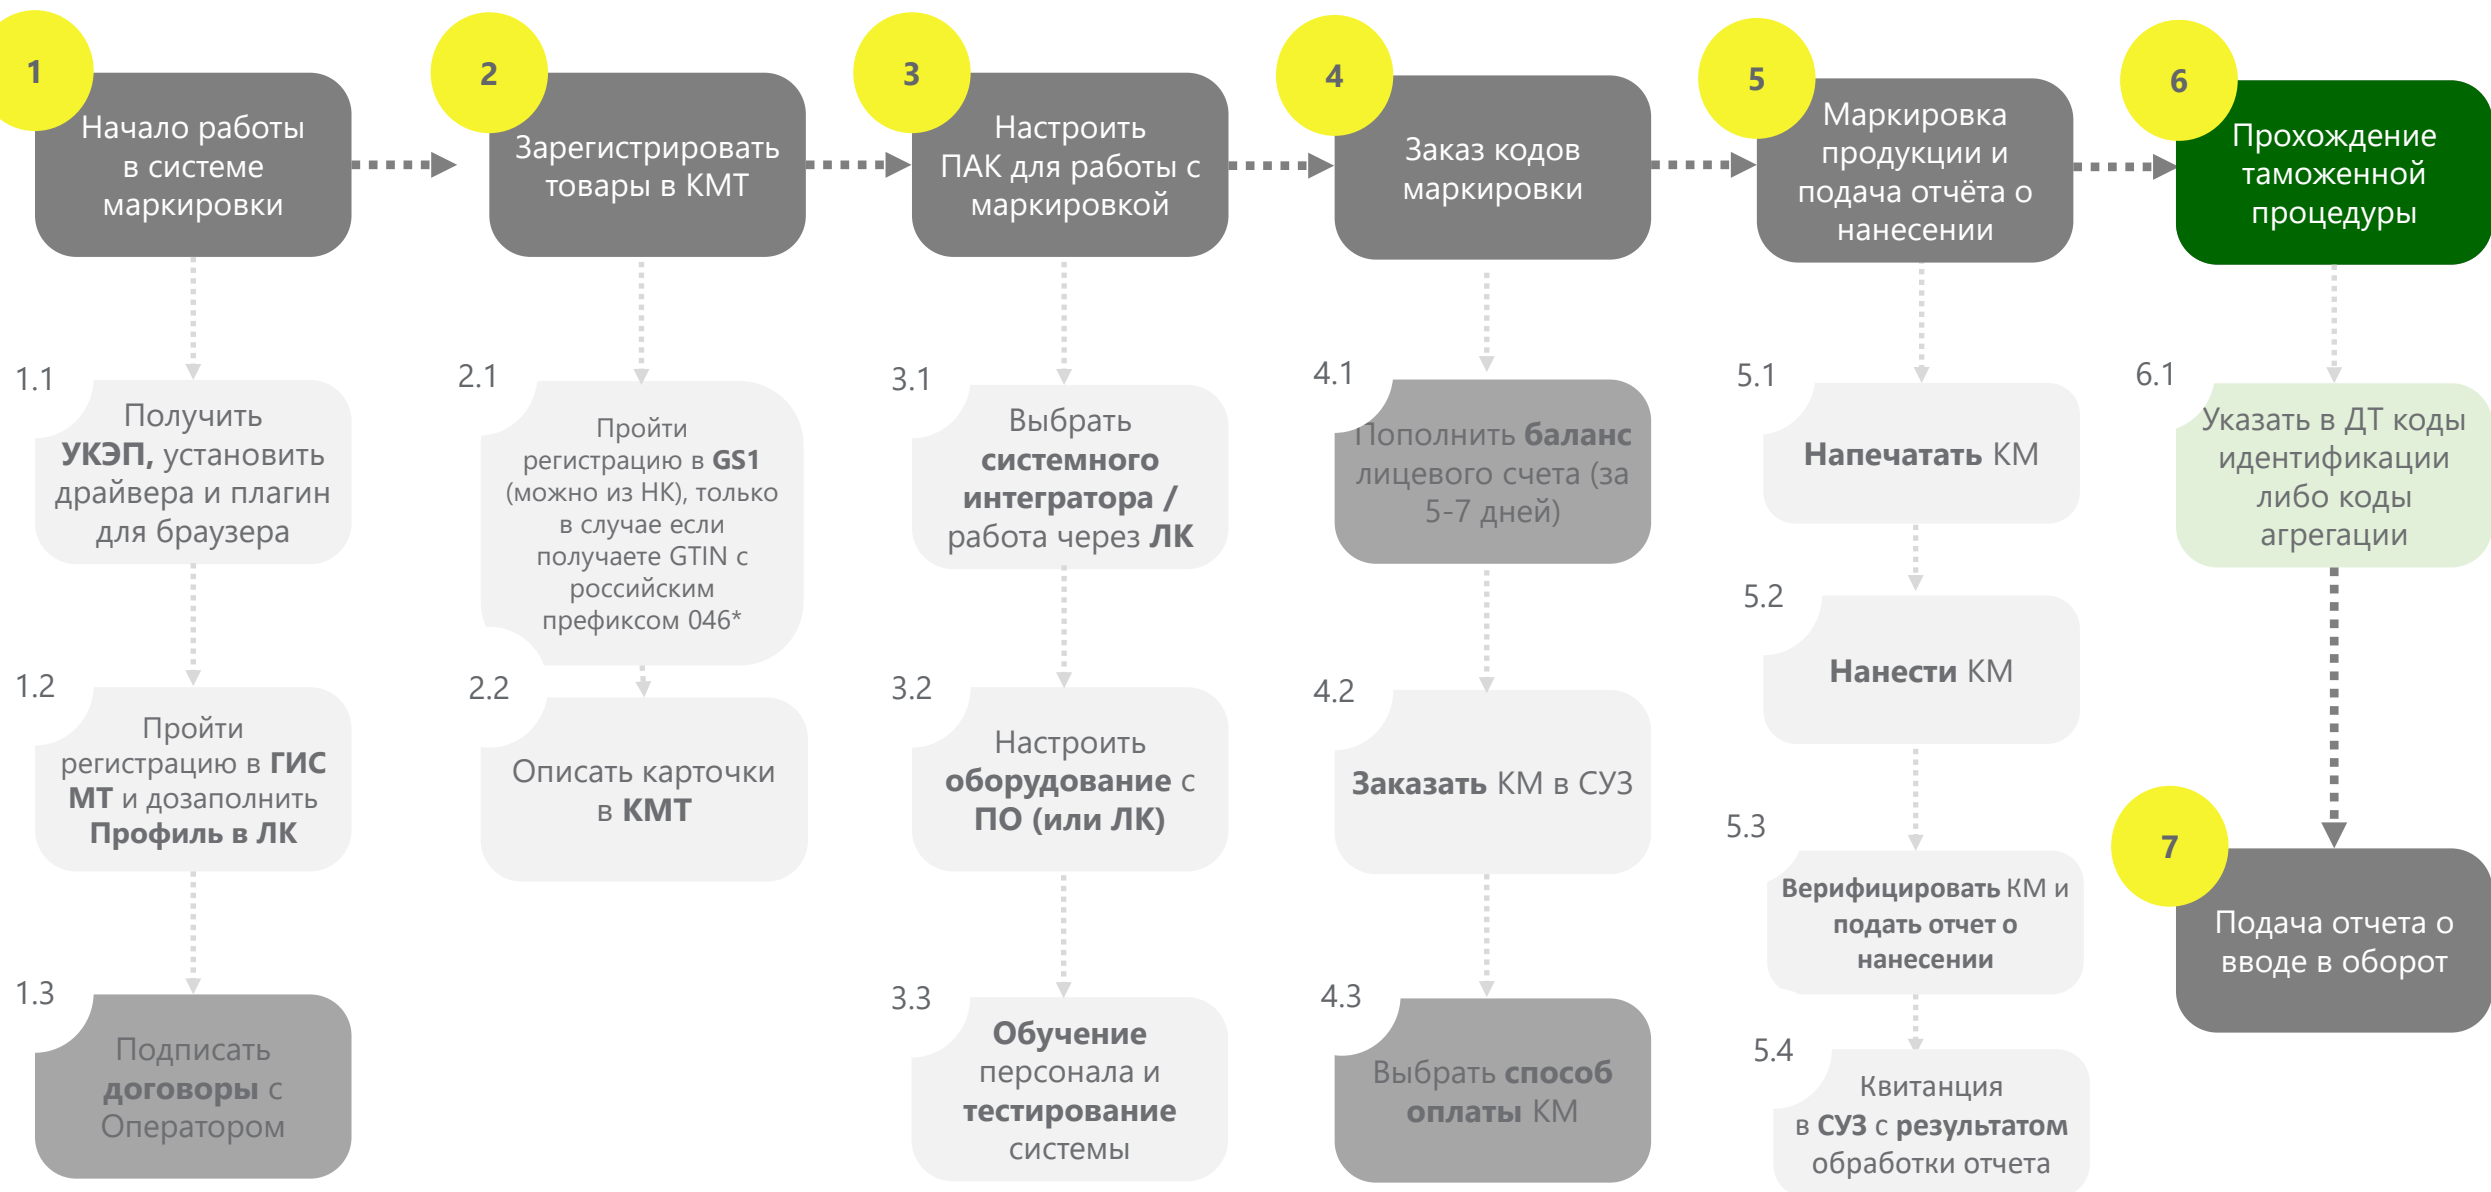 1
Начало работы
в системе
маркировки
1.1
Получить
УКЭП, установить
драйвера и плагин
для браузера
1.2
Пройти
регистрацию в ГИС
МТ и дозаполнить
Профиль в ЛК
1.3
Подписать
договоры с
Оператором
2
Зарегистрировать
товары в КМТ
2.1
Пройти
регистрацию в GS1
(можно из НК), только
в случае если
получаете GTIN с
российским
префиксом 046*
2.2
Описать карточки
в КМТ
3
Настроить
ПАК для работы с
маркировкой
3.1
Выбрать
системного
интегратора /
работа через ЛК
3.2
Настроить
оборудование с
ПО (или ЛК)
3.3
Обучение
персонала и
тестирование
системы
4
Заказ кодов
маркировки
4.1
Пополнить баланс
лицевого счета (за
5-7 дней)
4.2
Заказать КМ в СУЗ
4.3
Выбрать способ
оплаты КМ
5
Маркировка
продукции и
подача отчёта о
нанесении
5.1
Напечатать КМ
5.2
Нанести КМ
5.3
Верифицировать КМ и
подать отчет о
нанесении
5.4
Квитанция
в СУЗ с результатом
обработки отчета
6
Прохождение
таможенной
процедуры
6.1
Указать в ДТ коды
идентификации
либо коды
агрегации
7
Подача отчета о
вводе в оборот